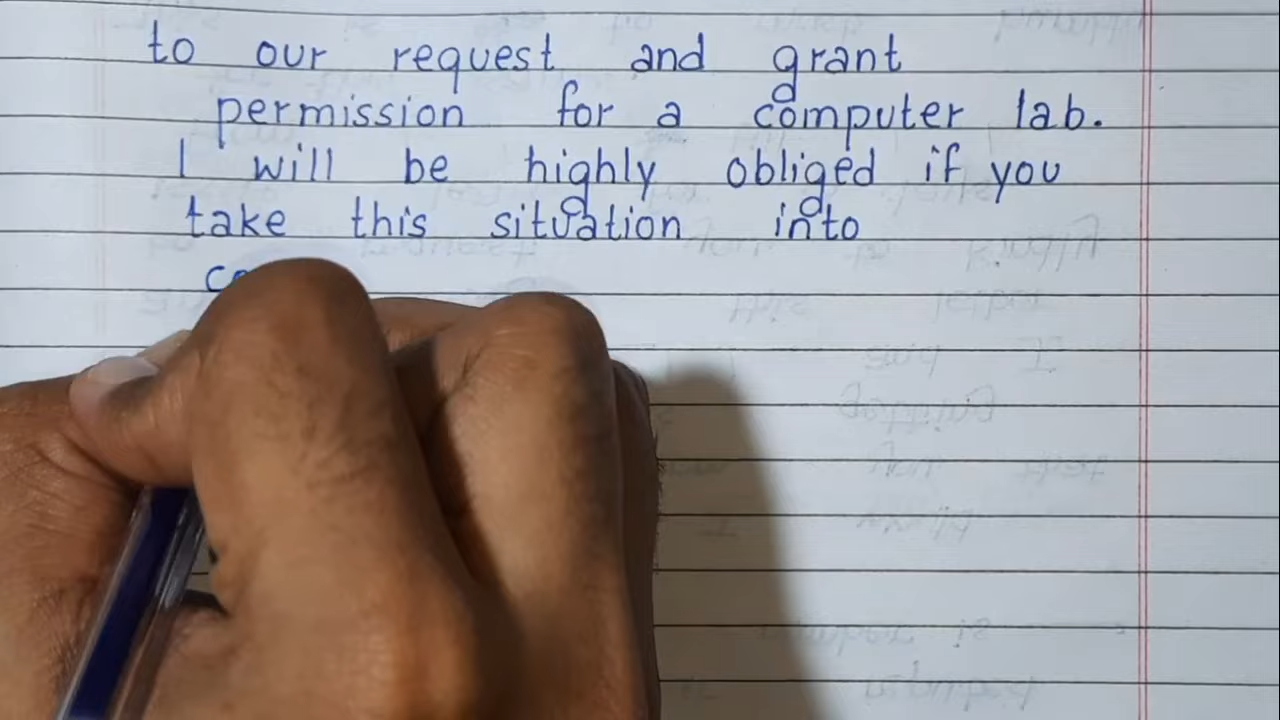 to our request and grant
permission for a computer lab.
I will be highly obliged if you
take this situation into